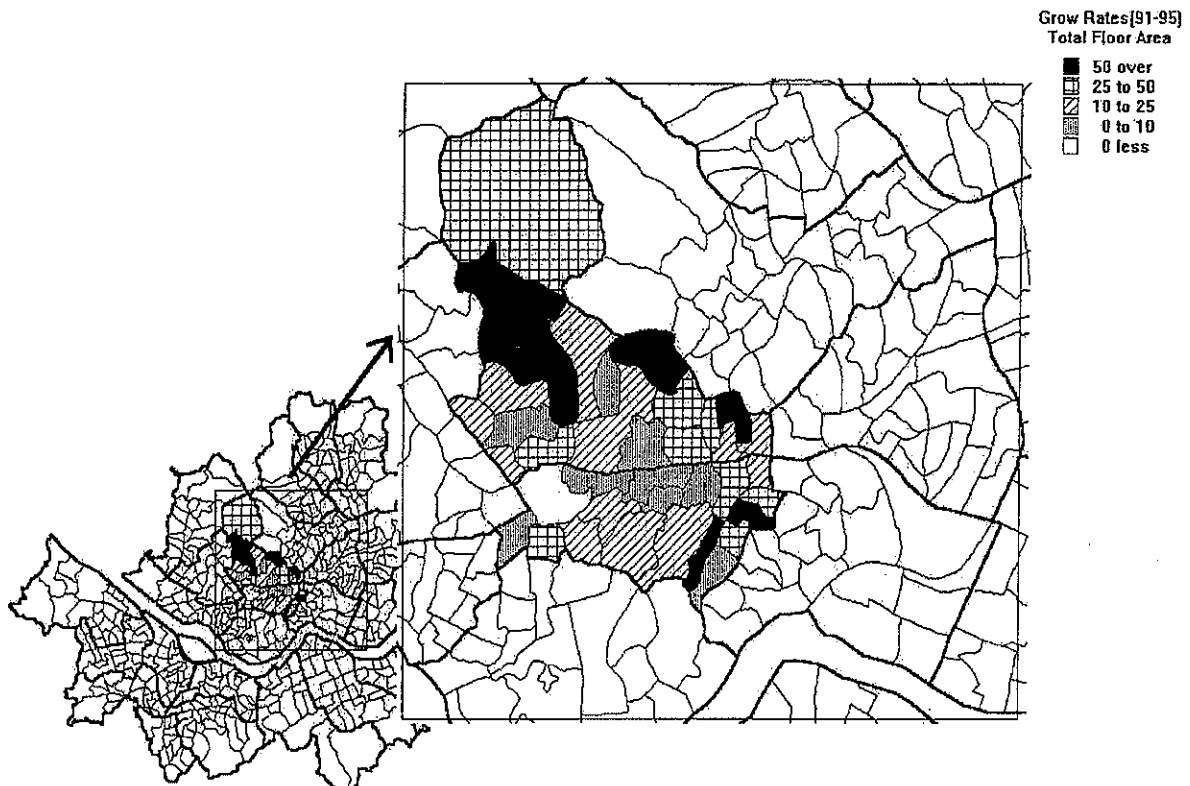 Grow Rates[91-95]
Total Floor Area
50 over
25 to 50
10 to 25
0 to 10
0 less